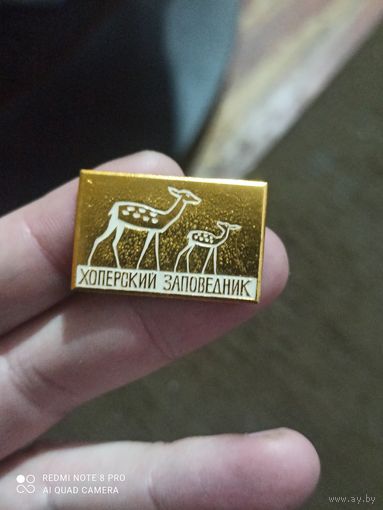 ХОПЕРСКИЙ ЗАПОВЕДНИК
REDMI NOTE 8 PRO
AI QUAD CAMERA
www.ay.by